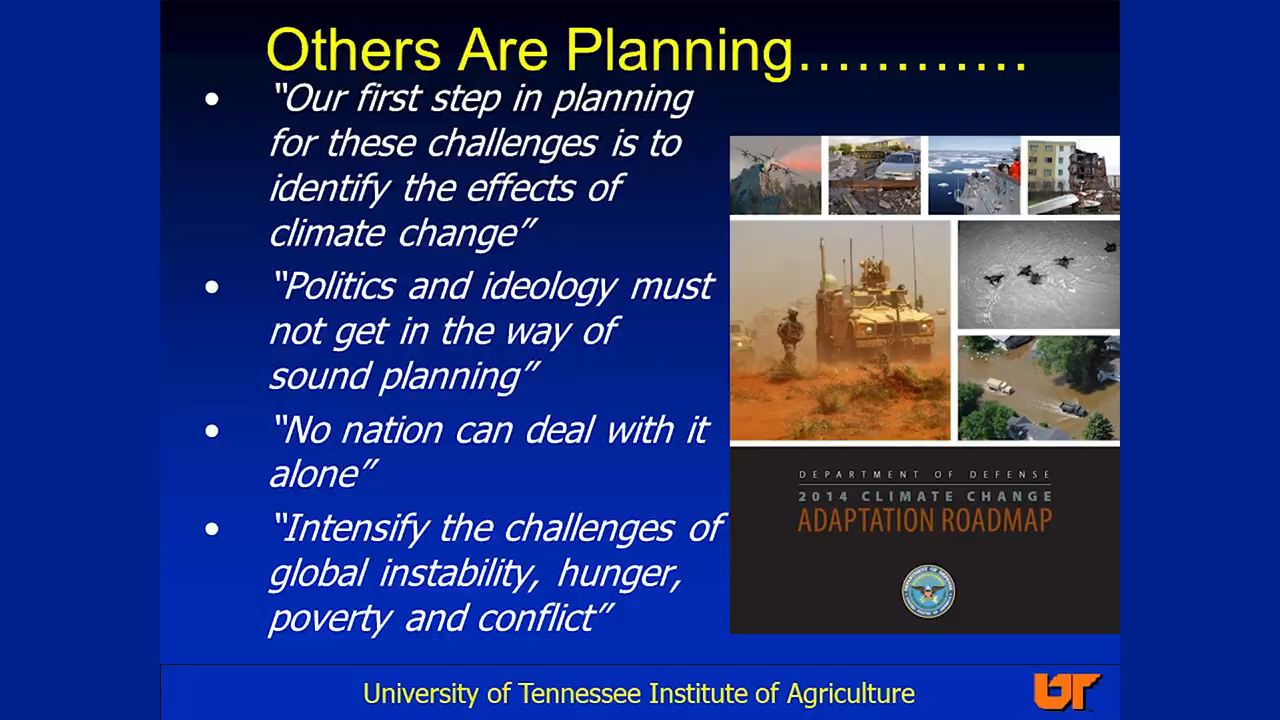 Others Are Planning…………
• “Our first step in planning
for these challenges is to
identify the effects of
climate change”
• “Politics and ideology must
not get in the way of
sound planning”
• “No nation can deal with it
alone”
• “Intensify the challenges of
global instability, hunger,
poverty and conflict”
DEPARTMENT OF DEFENSE
2014 CLIMATE CHANGE
ADAPTATION ROADMAP
DEPARTMENT OF DEFENSE
University of Tennessee Institute of Agriculture
UT